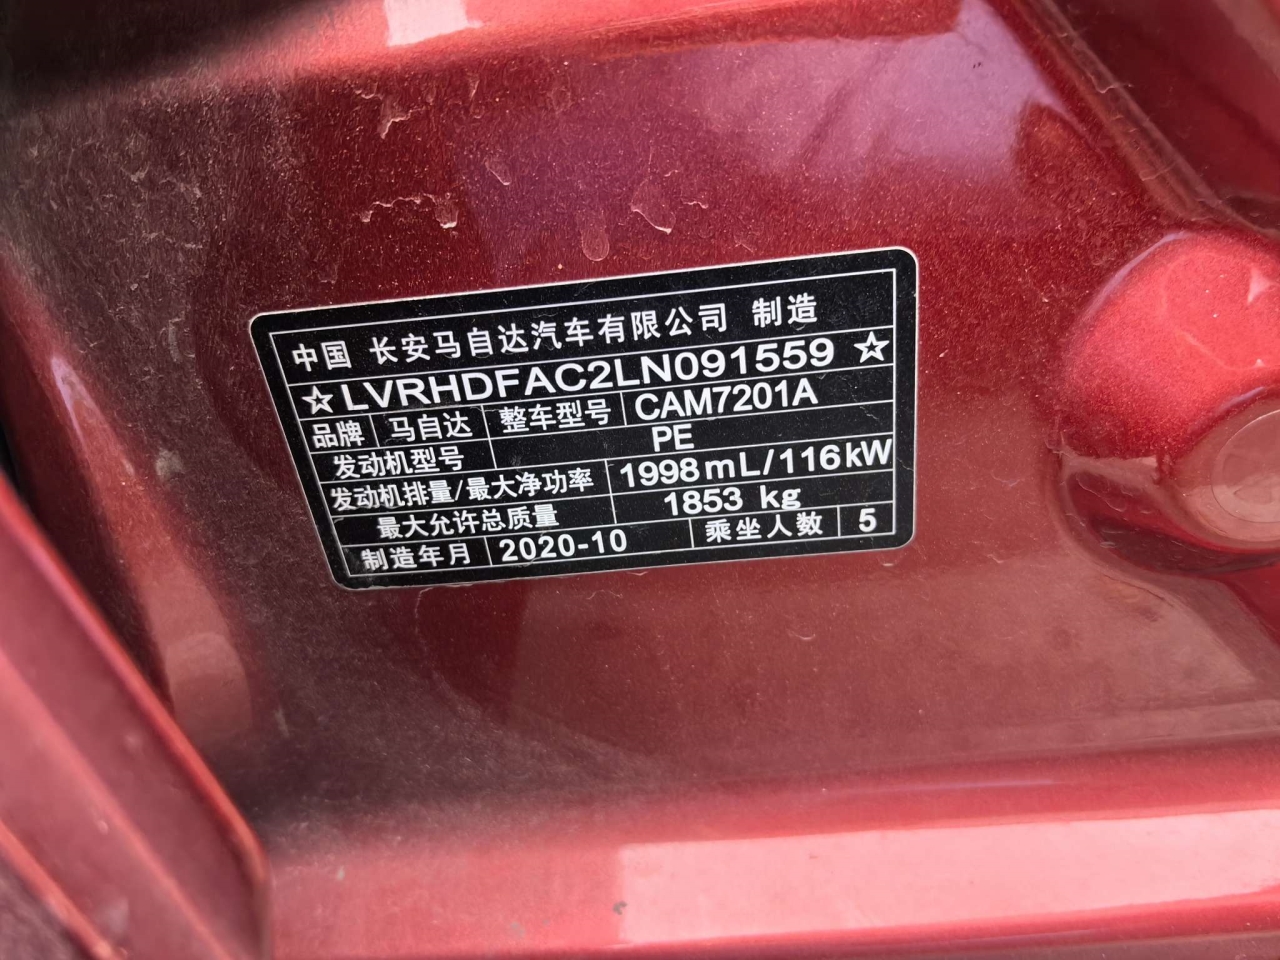 中国 长安马自达汽车有限公司 制造
☆LVRHDFAC2LN091559☆
品牌 马自达 整车型号 CAM7201A
发动机型号 PE
发动机排量/最大净功率 1998mL/116kW
最大允许总质量 1853 kg
制造年月 2020-10 乘坐人数 5